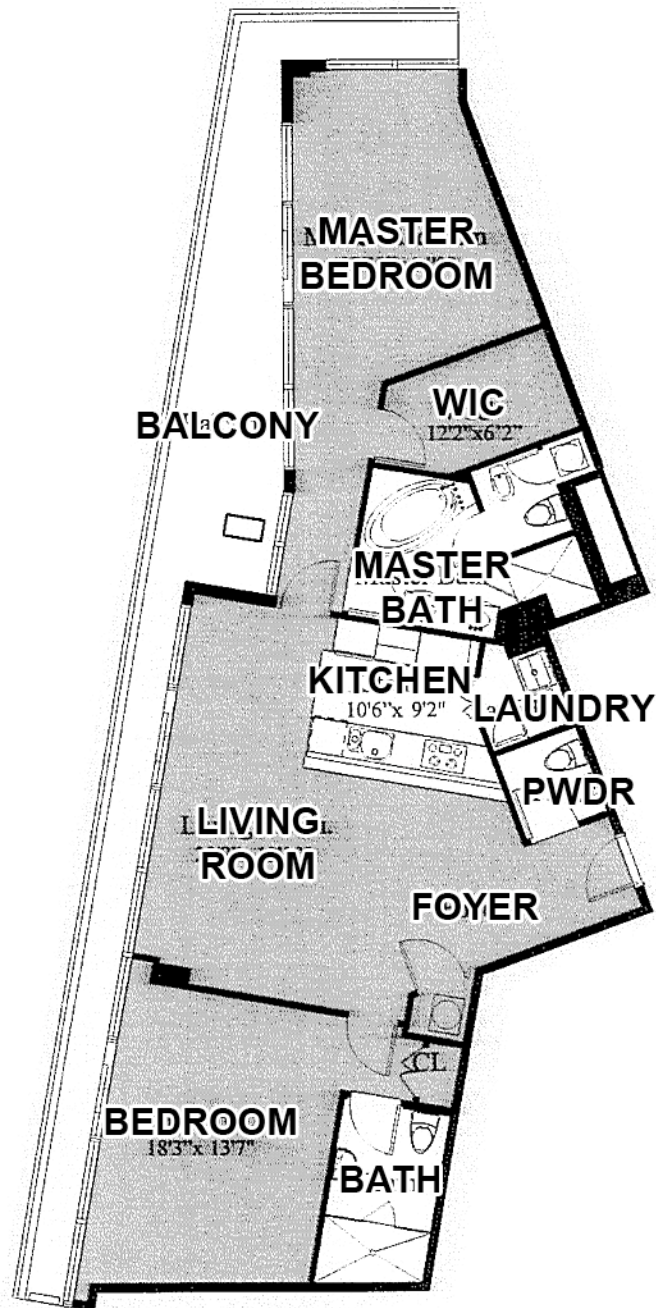 MASTER
BEDROOM
WIC
12'2"x6'2"
BALCONY
MASTER
BATH
KITCHEN
10'6"x 9'2"
LAUNDRY
PWDR
LIVING
ROOM
FOYER
CL
BEDROOM
18'3"x 13'7"
BATH